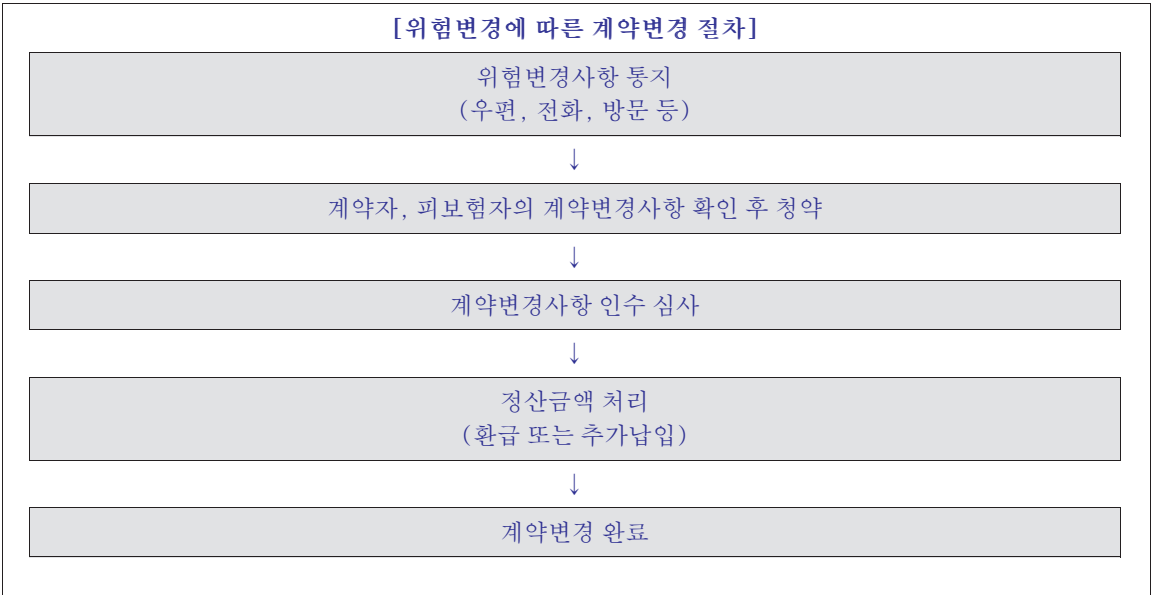 [위험변경에 따른 계약변경 절차]
위험변경사항 통지
(우편, 전화, 방문 등)
↓
계약자, 피보험자의 계약변경사항 확인 후 청약
↓
계약변경사항 인수 심사
↓
정산금액 처리
(환급 또는 추가납입)
↓
계약변경 완료